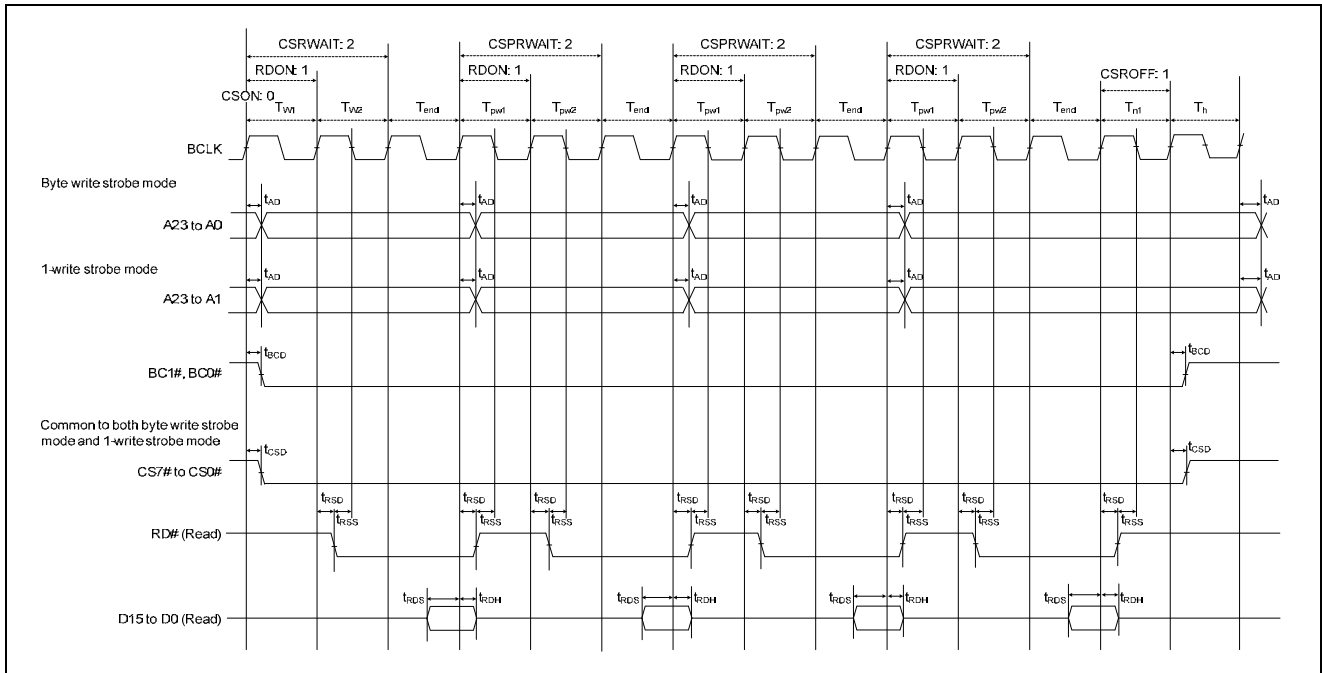 CSRWAIT: 2 CSPRWAIT: 2 CSPRWAIT: 2 CSPRWAIT: 2
RDON: 1 RDON: 1 RDON: 1 RDON: 1 CSROFF: 1
CSON: 0
TW1 TW2 Tend Tpw1 Tpw2 Tend Tpw1 Tpw2 Tend Tpw1 Tpw2 Tend Tn1 Th
BCLK
Byte write strobe mode
tAD tAD tAD tAD tAD
A23 to A0
1-write strobe mode
tAD tAD tAD tAD tAD
A23 to A1
tBCD tBCD
BC1#, BC0#
Common to both byte write strobe
mode and 1-write strobe mode
tCSD tCSD
CS7# to CS0#
tRSD tRSD tRSD tRSD tRSD tRSD tRSD tRSD
tRSS tRSS tRSS tRSS tRSS tRSS tRSS tRSS
RD# (Read)
tRDS tRDH tRDS tRDH tRDS tRDH tRDS tRDH
D15 to D0 (Read)